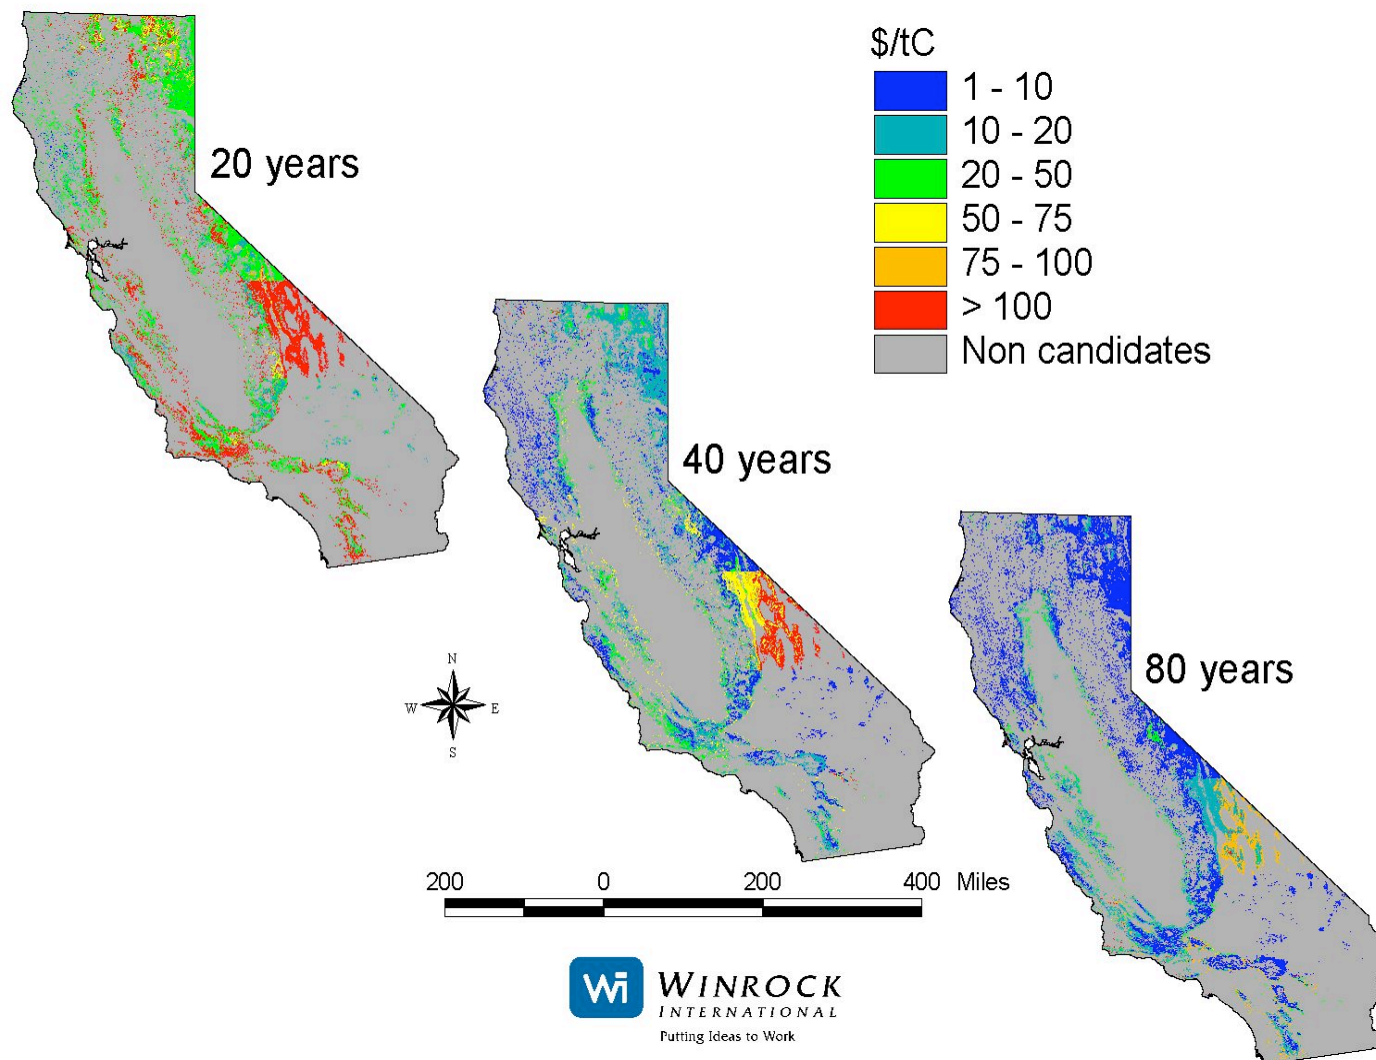 $/tC
1 - 10
10 - 20
20 - 50
50 - 75
75 - 100
> 100
Non candidates
20 years
40 years
80 years
N
W E
S
200 0 200 400 Miles
Wi WINROCK
INTERNATIONAL
Putting Ideas to Work